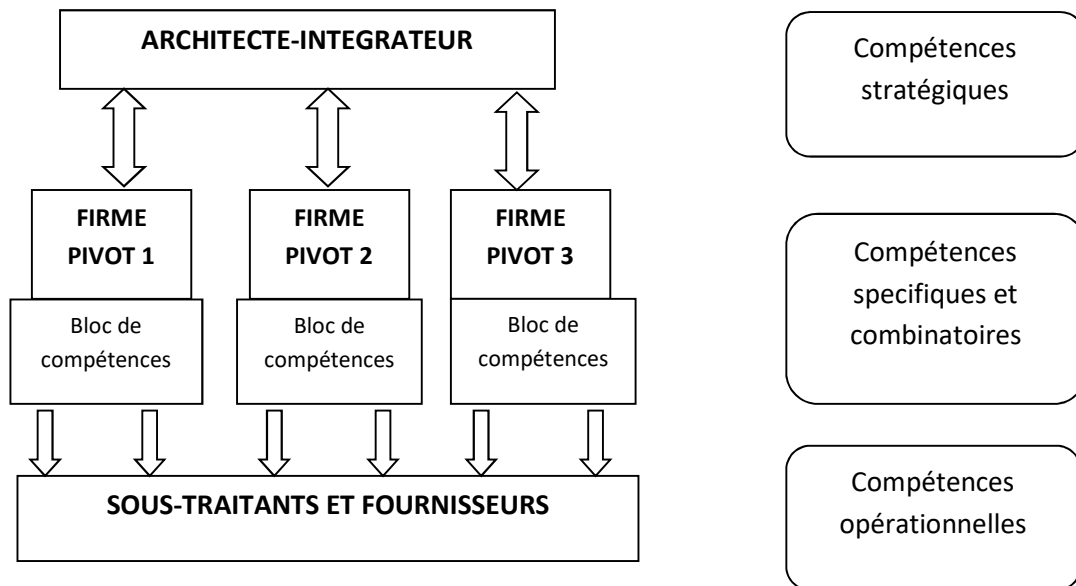 ARCHITECTE-INTEGRATEUR
Compétences
stratégiques
FIRME
PIVOT 1
FIRME
PIVOT 2
FIRME
PIVOT 3
Bloc de
compétences
Bloc de
compétences
Bloc de
compétences
Compétences
specifiques et
combinatoires
SOUS-TRAITANTS ET FOURNISSEURS
Compétences
opérationnelles